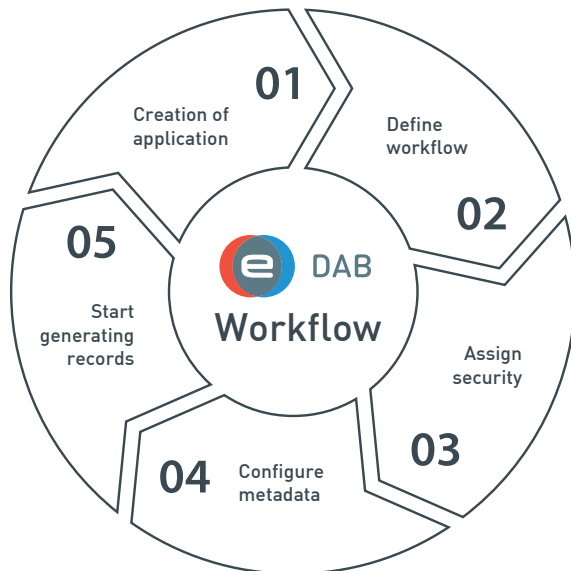 01
Creation of
application
Define
workflow
02
Assign
security
03
04
Configure
metadata
05
Start
generating
records
e DAB
Workflow